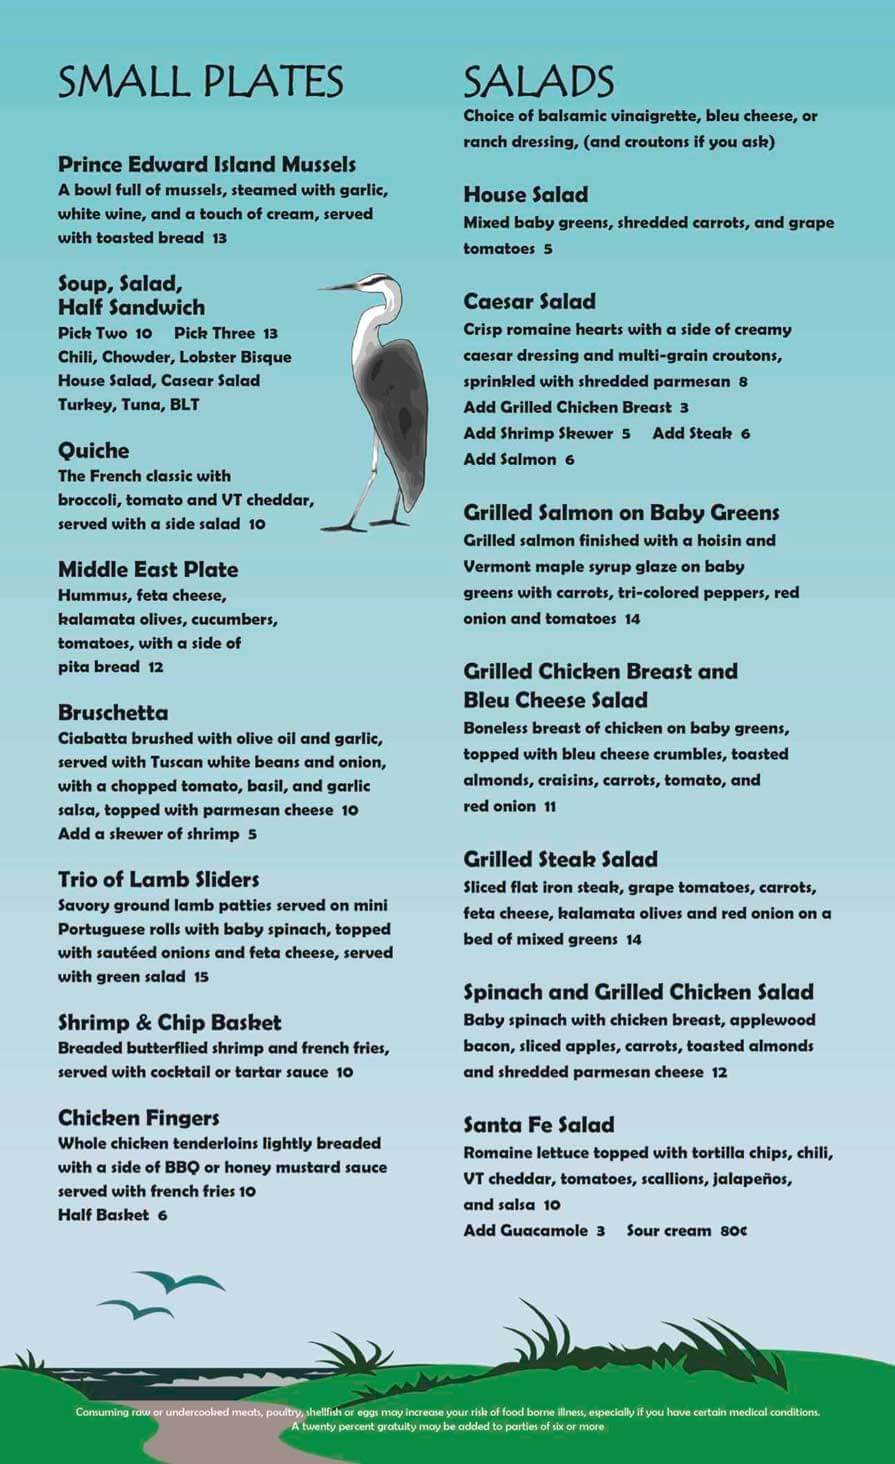 SMALL PLATES
Prince Edward Island Mussels
A bowl full of mussels, steamed with garlic,
white wine, and a touch of cream, served
with toasted bread 13
Soup, Salad,
Half Sandwich
Pick Two 10 Pick Three 13
Chili, Chowder, Lobster Bisque
House Salad, Casear Salad
Turkey, Tuna, BLT
Quiche
The French classic with
broccoli, tomato and VT cheddar,
served with a side salad 10
Middle East Plate
Hummus, feta cheese,
kalamata olives, cucumbers,
tomatoes, with a side of
pita bread 12
Bruschetta
Ciabatta brushed with olive oil and garlic,
served with Tuscan white beans and onion,
with a chopped tomato, basil, and garlic
salsa, topped with parmesan cheese 10
Add a skewer of shrimp 5
Trio of Lamb Sliders
Savory ground lamb patties served on mini
Portuguese rolls with baby spinach, topped
with sautéed onions and feta cheese, served
with green salad 15
Shrimp & Chip Basket
Breaded butterflied shrimp and french fries,
served with cocktail or tartar sauce 10
Chicken Fingers
Whole chicken tenderloins lightly breaded
with a side of BBQ or honey mustard sauce
served with french fries 10
Half Basket 6
SALADS
Choice of balsamic vinaigrette, bleu cheese, or
ranch dressing, (and croutons if you ask)
House Salad
Mixed baby greens, shredded carrots, and grape
tomatoes 5
Caesar Salad
Crisp romaine hearts with a side of creamy
caesar dressing and multi-grain croutons,
sprinkled with shredded parmesan 8
Add Grilled Chicken Breast 3
Add Shrimp Skewer 5 Add Steak 6
Add Salmon 6
Grilled Salmon on Baby Greens
Grilled salmon finished with a hoisin and
Vermont maple syrup glaze on baby
greens with carrots, tri-colored peppers, red
onion and tomatoes 14
Grilled Chicken Breast and
Bleu Cheese Salad
Boneless breast of chicken on baby greens,
topped with bleu cheese crumbles, toasted
almonds, craisins, carrots, tomato, and
red onion 11
Grilled Steak Salad
Sliced flat iron steak, grape tomatoes, carrots,
feta cheese, kalamata olives and red onion on a
bed of mixed greens 14
Spinach and Grilled Chicken Salad
Baby spinach with chicken breast, applewood
bacon, sliced apples, carrots, toasted almonds
and shredded parmesan cheese 12
Santa Fe Salad
Romaine lettuce topped with tortilla chips, chili,
VT cheddar, tomatoes, scallions, jalapeños,
and salsa 10
Add Guacamole 3 Sour cream 80¢
Consuming raw or undercooked meats, poultry, shellfish or eggs may increase your risk of food borne illness, especially if you have certain medical conditions.
A twenty percent gratuity may be added to parties of six or more